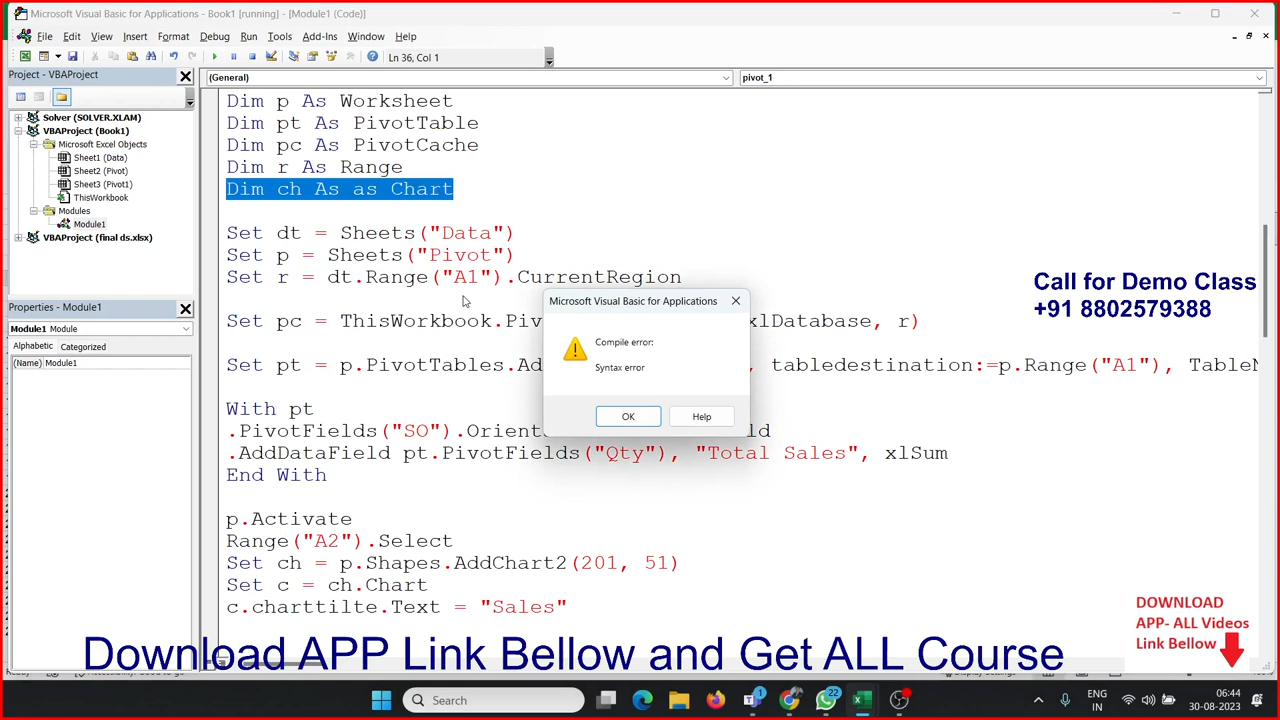 Microsoft Visual Basic for Applications - Book1 [running] - [Module1 (Code)]
File Edit View Insert Format Debug Run Tools Add-Ins Window Help
Ln 36, Col 1
Project - VBAProject
(General)
pivot_1
Solver (SOLVER.XLAM)
VBAProject (Book1)
Microsoft Excel Objects
Sheet1 (Data)
Sheet2 (Pivot)
Sheet3 (Pivot1)
ThisWorkbook
Modules
Module1
VBAProject (final ds.xlsx)
Properties - Module1
Module1 Module
Alphabetic Categorized
(Name) Module1
Dim p As Worksheet
Dim pt As PivotTable
Dim pc As PivotCache
Dim r As Range
Dim ch As as Chart
Set dt = Sheets("Data")
Set p = Sheets("Pivot")
Set r = dt.Range("A1").CurrentRegion
Set pc = ThisWorkbook. xlDatabase, r)
Set pt = p.PivotTables. tabledestination:=p.Range("A1"),
With pt
.PivotFields("SO").
.AddDataField pt.PivotFields("Qty"), "Total Sales", xlSum
End With
p.Activate
Range("A2").Select
Set ch = p.Shapes.AddChart2(201, 51)
Set c = ch.Chart
c.charttilte.Text = "Sales"
Microsoft Visual Basic for Applications
Compile error:
Syntax error
OK Help
Call for Demo Class
+91 8802579388
DOWNLOAD
APP- ALL Videos
Link Bellow
Download APP Link Bellow and Get ALL Course
Search
22
ENG
IN
06:44
30-08-2023